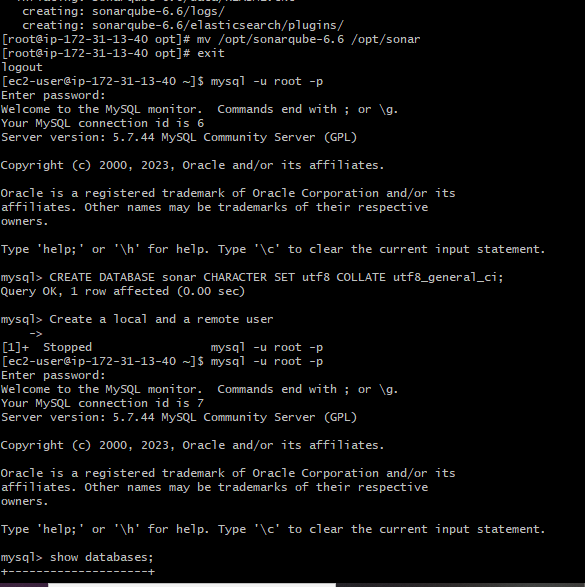 creating: sonarqube-6.6/logs/
creating: sonarqube-6.6/elasticsearch/plugins/
[root@ip-172-31-13-40 opt]# mv /opt/sonarqube-6.6 /opt/sonar
[root@ip-172-31-13-40 opt]# exit
logout
[ec2-user@ip-172-31-13-40 ~]$ mysql -u root -p
Enter password:
Welcome to the MySQL monitor.  Commands end with ; or \g.
Your MySQL connection id is 6
Server version: 5.7.44 MySQL Community Server (GPL)
Copyright (c) 2000, 2023, Oracle and/or its affiliates.
Oracle is a registered trademark of Oracle Corporation and/or its
affiliates. Other names may be trademarks of their respective
owners.
Type 'help;' or '\h' for help. Type '\c' to clear the current input statement.
mysql> CREATE DATABASE sonar CHARACTER SET utf8 COLLATE utf8_general_ci;
Query OK, 1 row affected (0.00 sec)
mysql> Create a local and a remote user
    ->
[1]+  Stopped                 mysql -u root -p
[ec2-user@ip-172-31-13-40 ~]$ mysql -u root -p
Enter password:
Welcome to the MySQL monitor.  Commands end with ; or \g.
Your MySQL connection id is 7
Server version: 5.7.44 MySQL Community Server (GPL)
Copyright (c) 2000, 2023, Oracle and/or its affiliates.
Oracle is a registered trademark of Oracle Corporation and/or its
affiliates. Other names may be trademarks of their respective
owners.
Type 'help;' or '\h' for help. Type '\c' to clear the current input statement.
mysql> show databases;
+--------------------+